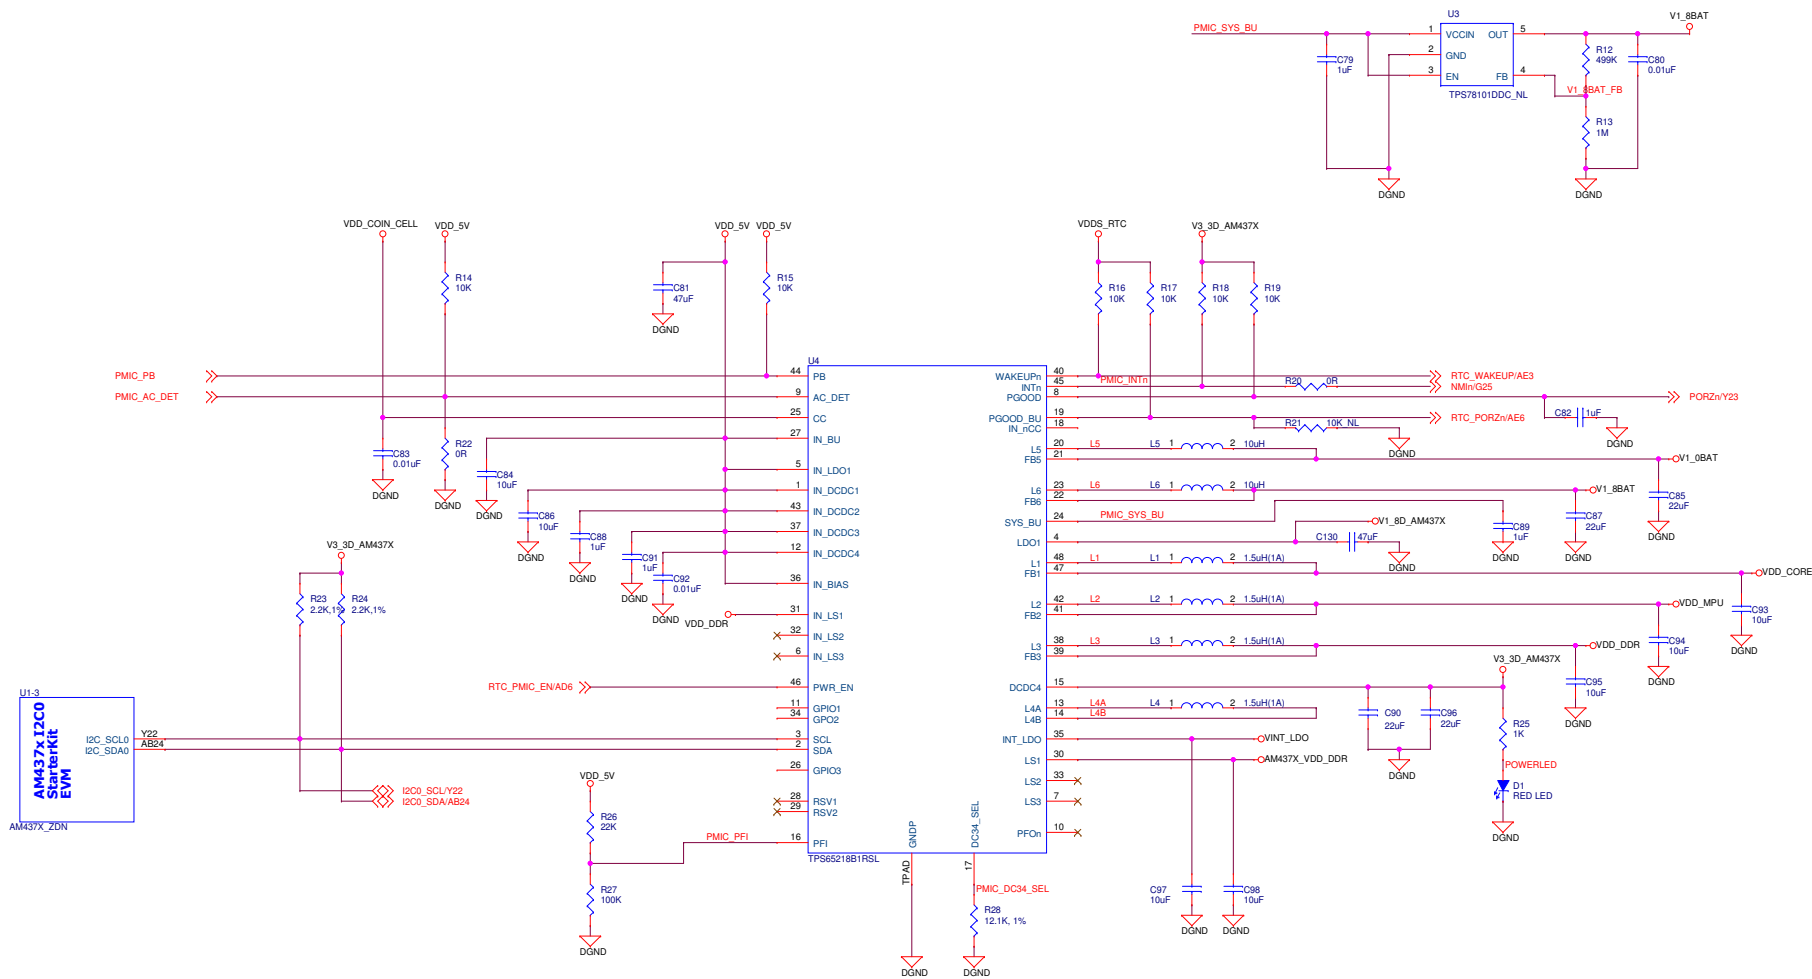 U3
PMIC_SYS_BU
V1_8BAT
1
VCCIN
OUT
5
2
GND
3
EN
FB
4
TPS78101DDC_NL
C79
1uF
R12
499K
C80
0.01uF
V1_8BAT_FB
R13
1M
DGND
DGND
VDD_COIN_CELL
VDD_5V
VDD_5V
VDD_5V
VDDS_RTC
V3_3D_AM437X
R14
10K
C81
47uF
DGND
R15
10K
R16
10K
R17
10K
R18
10K
R19
10K
U4
PMIC_PB
44
PB
PMIC_AC_DET
9
AC_DET
25
CC
27
IN_BU
5
IN_LDO1
1
IN_DCDC1
43
IN_DCDC2
37
IN_DCDC3
12
IN_DCDC4
36
IN_BIAS
31
IN_LS1
32
IN_LS2
6
IN_LS3
46
PWR_EN
11
GPIO1
34
GPO2
3
SCL
2
SDA
26
GPIO3
28
RSV1
29
RSV2
16
PFI
C83
0.01uF
DGND
R22
0R
DGND
C84
10uF
DGND
C86
10uF
DGND
C88
1uF
DGND
C91
1uF
DGND
C92
0.01uF
DGND
VDD_DDR
V3_3D_AM437X
R23
2.2K,1%
R24
2.2K,1%
RTC_PMIC_EN/AD6
U1-3
AM437x I2C0
StarterKit
EVM
I2C_SCL0
Y22
I2C_SDA0
AB24
AM437X_ZDN
I2C0_SCL/Y22
I2C0_SDA/AB24
VDD_5V
R26
22K
PMIC_PFI
R27
100K
DGND
TPS65218B1RSL
GNDP
TPAD
DGND
DC34_SEL
17
PMIC_DC34_SEL
R28
12.1K, 1%
DGND
WAKEUPn
40
RTC_WAKEUP/AE3
INTn
45
PMIC_INTn
R20
0R
NMIn/G25
PGOOD
8
PORZn/Y23
C82
1uF
DGND
PGOOD_BU
19
RTC_PORZn/AE6
IN_nCC
18
R21
10K_NL
DGND
L5
20
L5
L5
1
2
10uH
FB5
21
V1_0BAT
C85
22uF
DGND
L6
23
L6
L6
1
2
10uH
V1_8BAT
FB6
22
C87
22uF
DGND
SYS_BU
24
PMIC_SYS_BU
C89
1uF
DGND
LDO1
4
V1_8D_AM437X
C130
47uF
DGND
L1
48
L1
L1
1
2
1.5uH(1A)
FB1
47
VDD_CORE
C93
10uF
DGND
L2
42
L2
L2
1
2
1.5uH(1A)
VDD_MPU
FB2
41
C94
10uF
DGND
L3
38
L3
L3
1
2
1.5uH(1A)
VDD_DDR
FB3
39
C95
10uF
DGND
V3_3D_AM437X
DCDC4
15
L4A
13
L4A
L4
1
2
1.5uH(1A)
L4B
14
L4B
C90
22uF
C96
22uF
DGND
R25
1K
POWERLED
D1
RED LED
DGND
INT_LDO
35
VINT_LDO
LS1
30
AM437X_VDD_DDR
LS2
33
LS3
7
PFOn
10
C97
10uF
DGND
C98
10uF
DGND